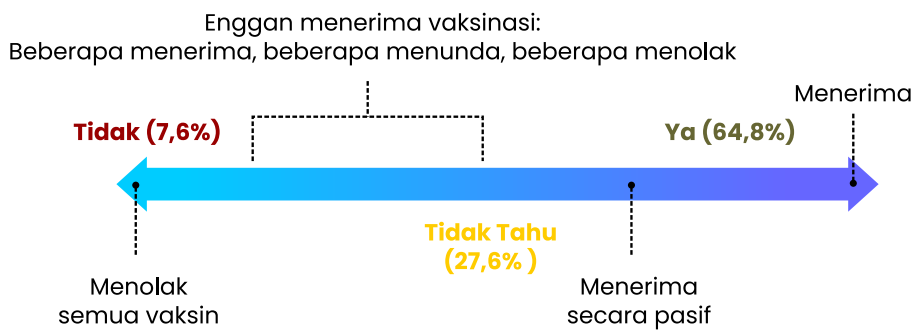 Enggan menerima vaksinasi:
Beberapa menerima, beberapa menunda, beberapa menolak
Menerima
Tidak (7,6%)
Ya (64,8%)
Tidak Tahu
(27,6% )
Menolak
semua vaksin
Menerima
secara pasif